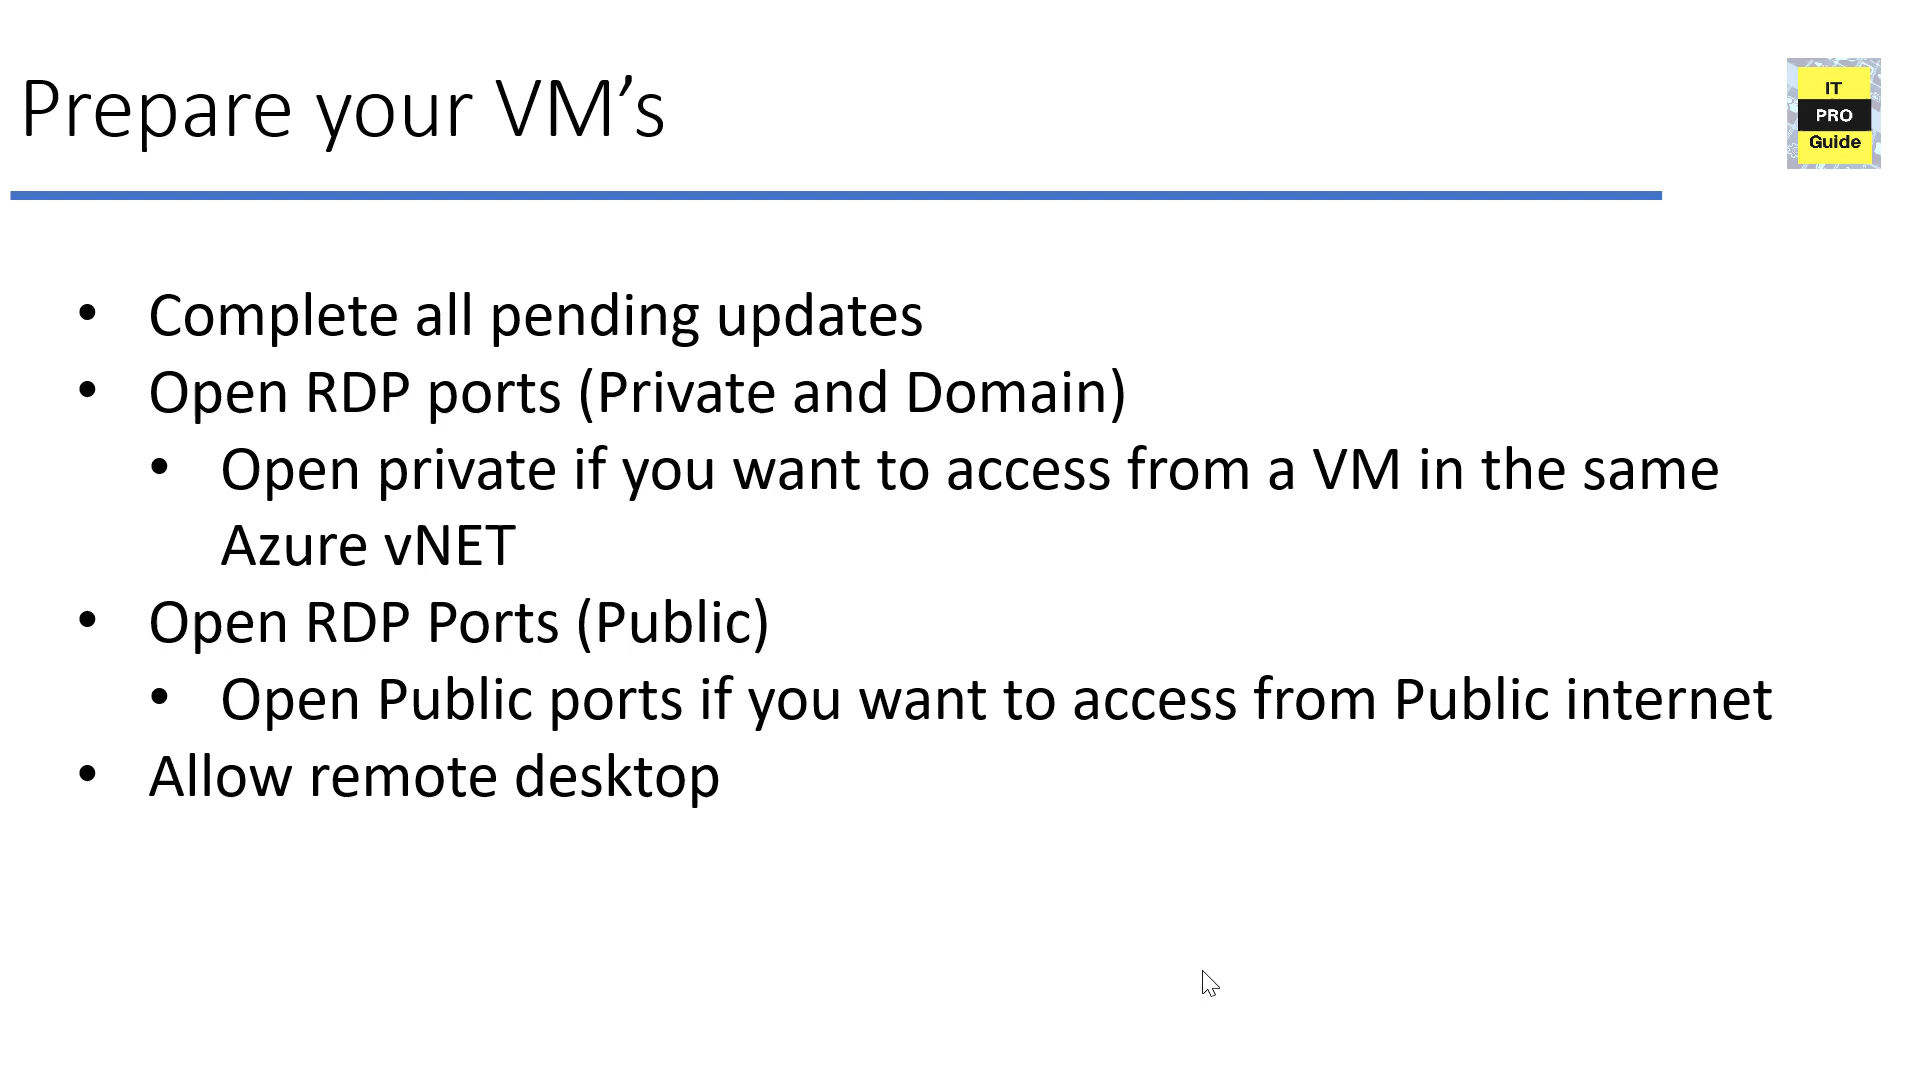 Prepare your VM’s
IT
PRO
Guide
• Complete all pending updates
• Open RDP ports (Private and Domain)
• Open private if you want to access from a VM in the same
Azure vNET
• Open RDP Ports (Public)
• Open Public ports if you want to access from Public internet
• Allow remote desktop